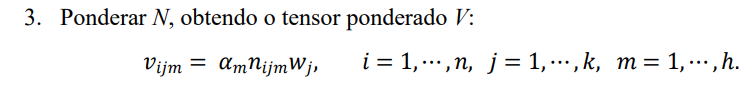 3. Ponderar N, obtendo o tensor ponderado V:
v_{ijm} = α_m n_{ijm} w_j, i = 1, ⋯, n, j = 1, ⋯, k, m = 1, ⋯, h.